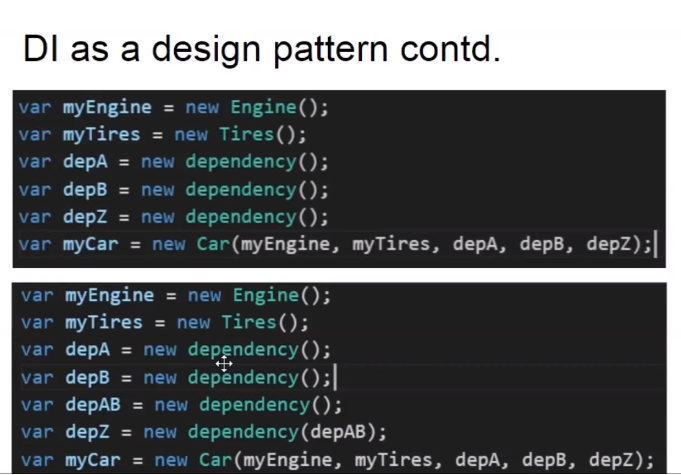 DI as a design pattern contd.
var myEngine = new Engine();
var myTires = new Tires();
var depA = new dependency();
var depB = new dependency();
var depZ = new dependency();
var myCar = new Car(myEngine, myTires, depA, depB, depZ);
var myEngine = new Engine();
var myTires = new Tires();
var depA = new dependency();
var depB = new dependency();
var depAB = new dependency();
var depZ = new dependency(depAB);
var myCar = new Car(myEngine, myTires, depA, depB, depZ);